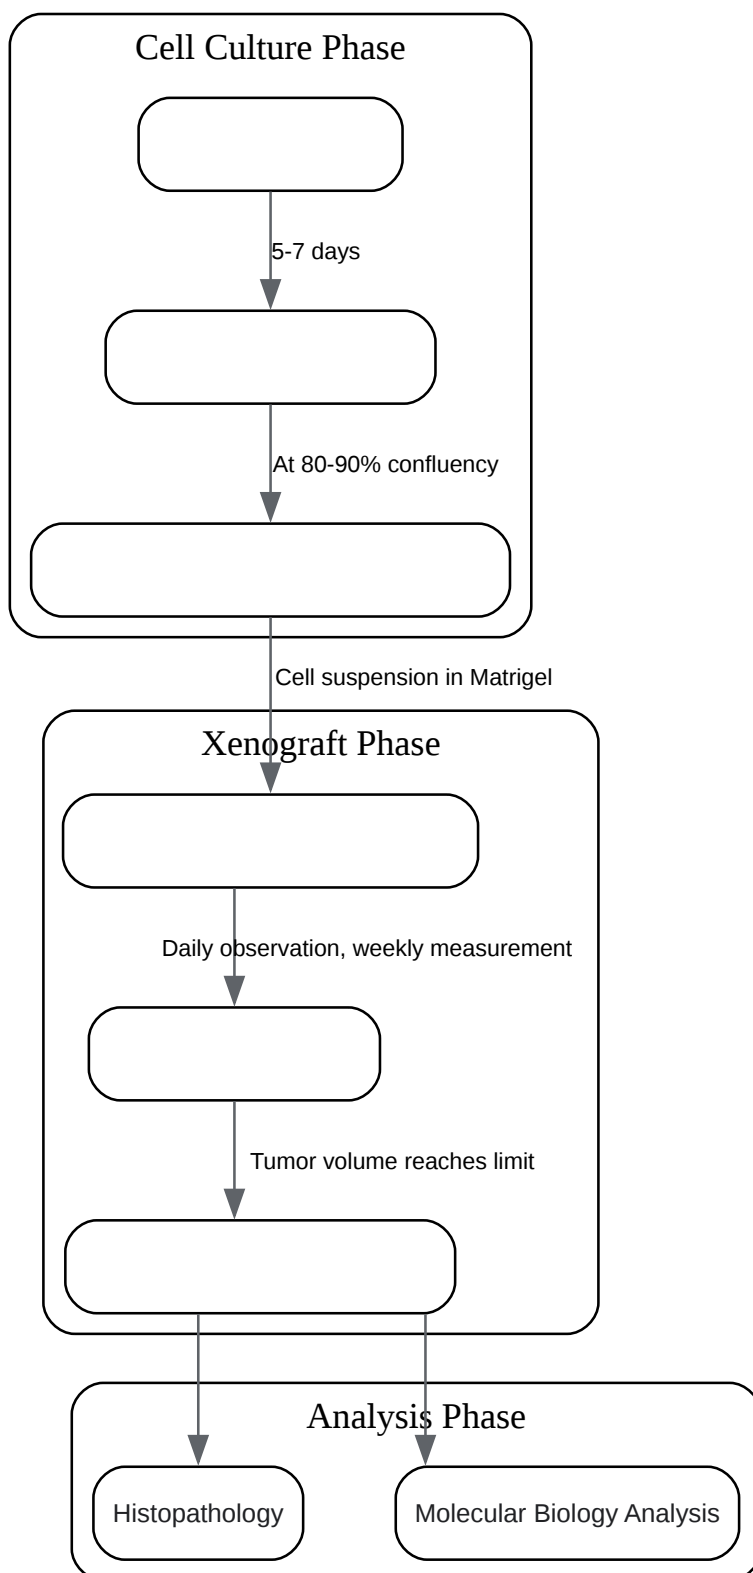 Cell Culture Phase
5-7 days
At 80-90% confluency
Cell suspension in Matrigel
Xenograft Phase
Daily observation, weekly measurement
Tumor volume reaches limit
Analysis Phase
Histopathology
Molecular Biology Analysis